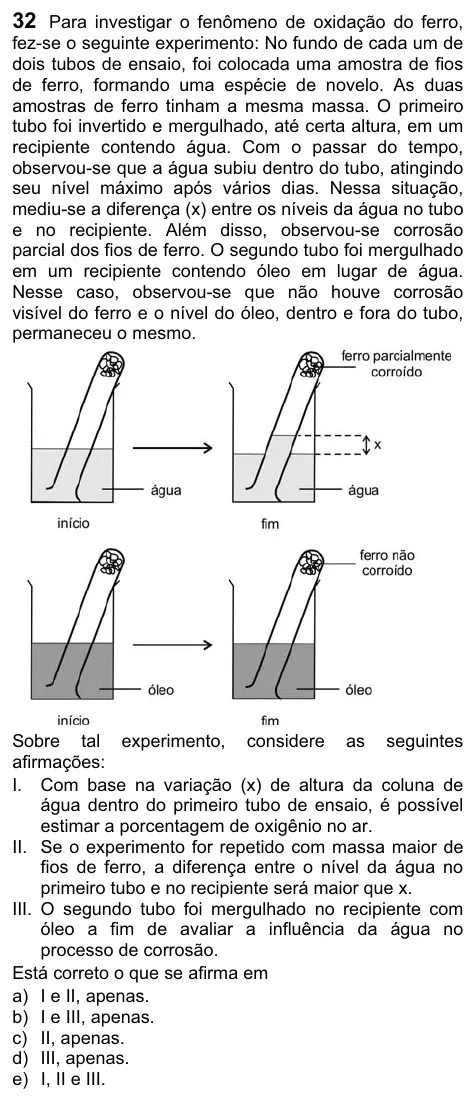 32 Para investigar o fenômeno de oxidação do ferro,
fez-se o seguinte experimento: No fundo de cada um de
dois tubos de ensaio, foi colocada uma amostra de fios
de ferro, formando uma espécie de novelo. As duas
amostras de ferro tinham a mesma massa. O primeiro
tubo foi invertido e mergulhado, até certa altura, em um
recipiente contendo água. Com o passar do tempo,
observou-se que a água subiu dentro do tubo, atingindo
seu nível máximo após vários dias. Nessa situação,
mediu-se a diferença (x) entre os níveis da água no tubo
e no recipiente. Além disso, observou-se corrosão
parcial dos fios de ferro. O segundo tubo foi mergulhado
em um recipiente contendo óleo em lugar de água.
Nesse caso, observou-se que não houve corrosão
visível do ferro e o nível do óleo, dentro e fora do tubo,
permaneceu o mesmo.
ferro parcialmente
corroído
x
água
água
início
fim
ferro não
corroído
óleo
óleo
início
fim
Sobre tal experimento, considere as seguintes
afirmações:
I. Com base na variação (x) de altura da coluna de
água dentro do primeiro tubo de ensaio, é possível
estimar a porcentagem de oxigênio no ar.
II. Se o experimento for repetido com massa maior de
fios de ferro, a diferença entre o nível da água no
primeiro tubo e no recipiente será maior que x.
III. O segundo tubo foi mergulhado no recipiente com
óleo a fim de avaliar a influência da água no
processo de corrosão.
Está correto o que se afirma em
a) I e II, apenas.
b) I e III, apenas.
c) II, apenas.
d) III, apenas.
e) I, II e III.